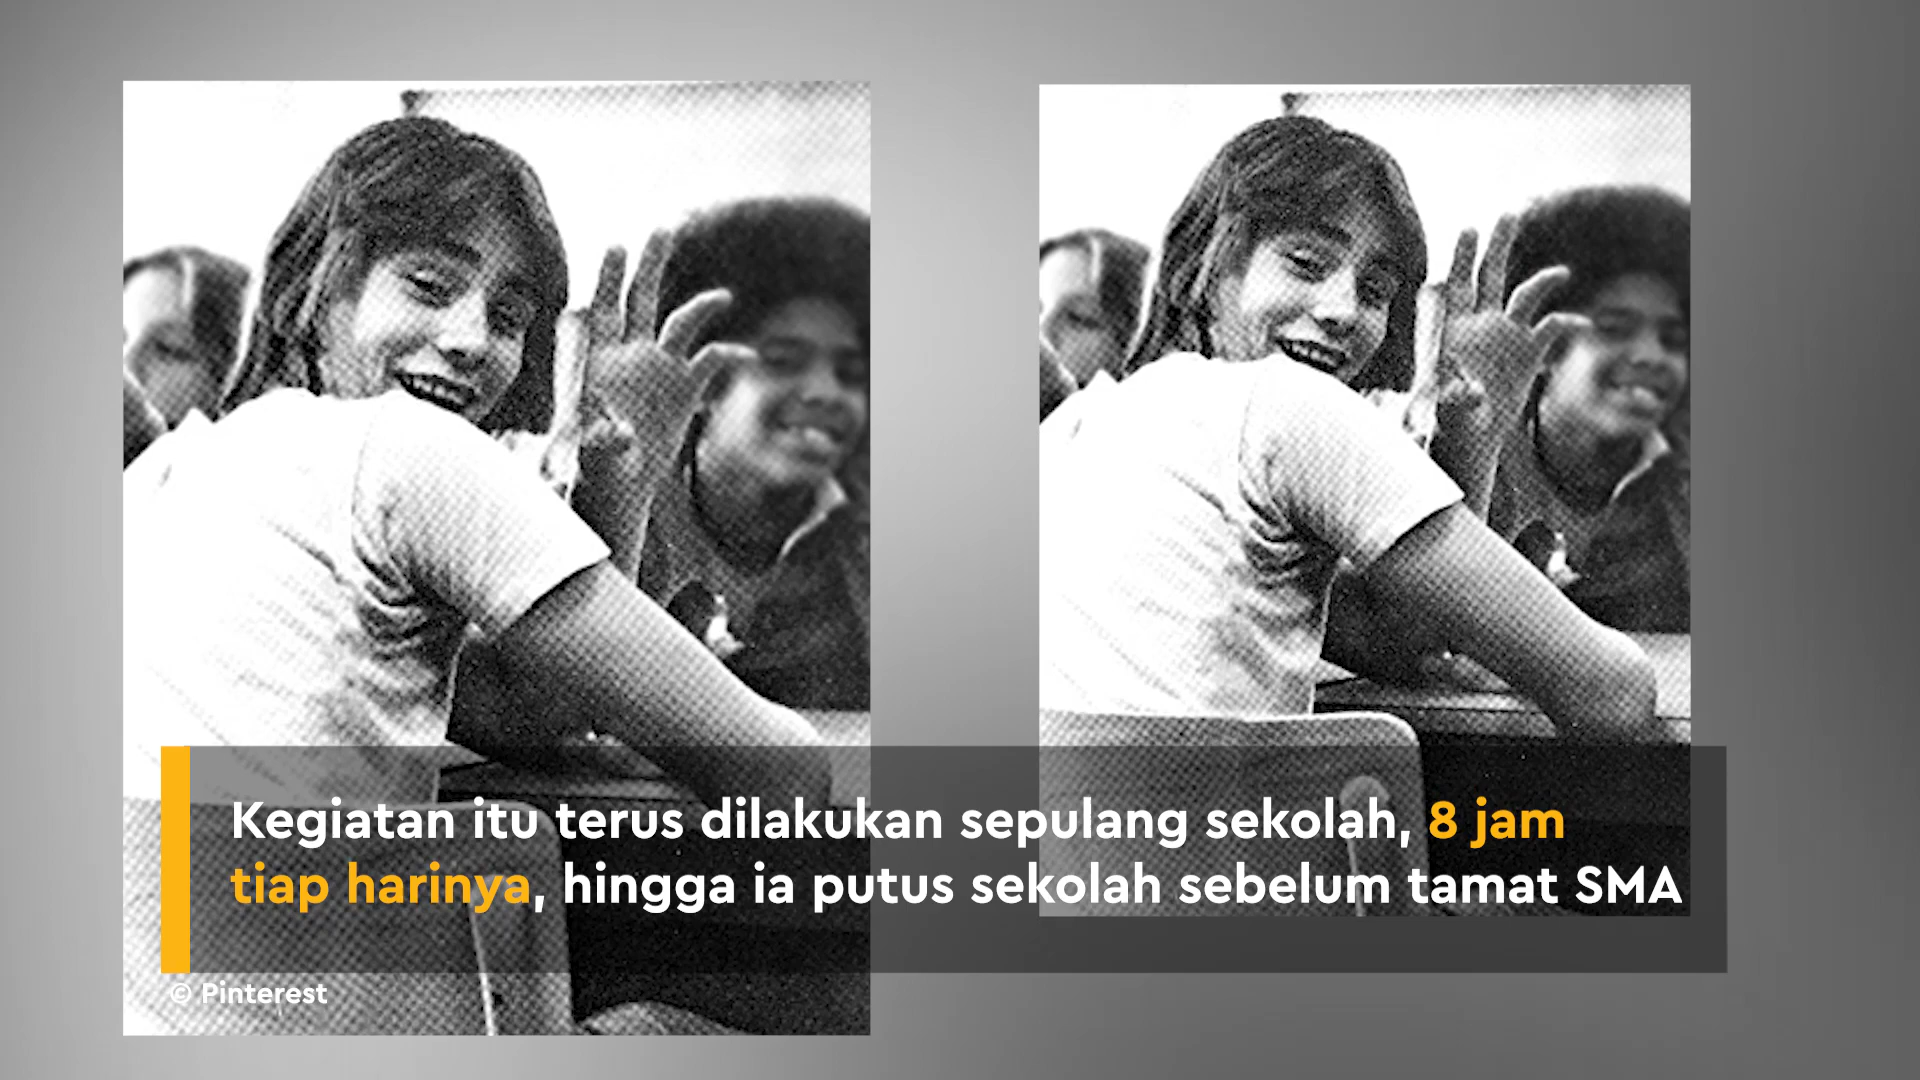 Kegiatan itu terus dilakukan sepulang sekolah, 8 jam
tiap harinya, hingga ia putus sekolah sebelum tamat SMA
© Pinterest